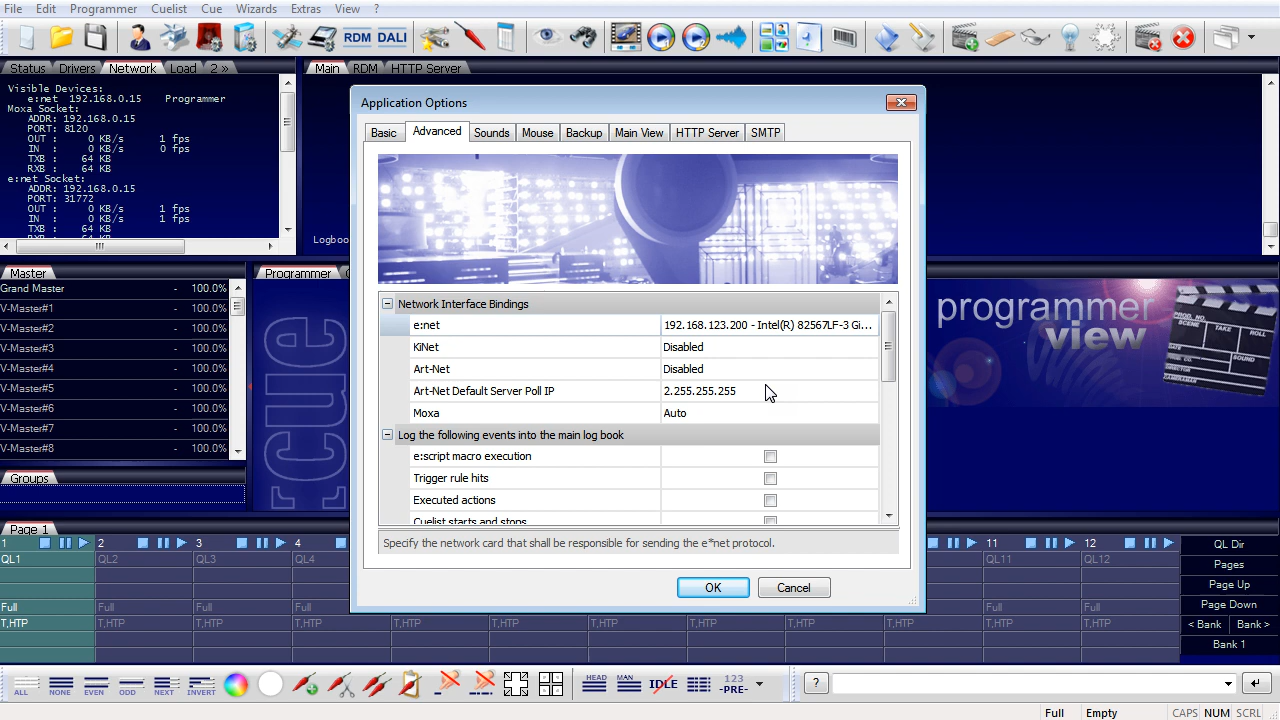 File Edit Programmer Cuelist Cue Wizards Extras View ?
RDM DALI
Status Drivers Network Load 2 »
Main RDM HTTP Server
Visible Devices:
e:net 192.168.0.15 Programmer
Moxa Socket:
ADDR: 192.168.0.15
PORT: 8120
OUT : 0 KB/s 1 fps
IN : 0 KB/s 0 fps
TXB : 64 KB
RXB : 64 KB
e:net Socket:
ADDR: 192.168.0.15
PORT: 31772
OUT : 0 KB/s 1 fps
IN : 0 KB/s 1 fps
TXB : 64 KB
Application Options
Basic Advanced Sounds Mouse Backup Main View HTTP Server SMTP
Network Interface Bindings
e:net 192.168.123.200 - Intel(R) 82567LF-3 Gi...
KiNet Disabled
Art-Net Disabled
Art-Net Default Server Poll IP 2.255.255.255
Moxa Auto
Log the following events into the main log book
e:script macro execution
Trigger rule hits
Executed actions
Cuelist starts and stops
Specify the network card that shall be responsible for sending the e*net protocol.
OK Cancel
Master
Grand Master - 100.0%
V-Master#1 - 100.0%
V-Master#2 - 100.0%
V-Master#3 - 100.0%
V-Master#4 - 100.0%
V-Master#5 - 100.0%
V-Master#6 - 100.0%
V-Master#7 - 100.0%
V-Master#8 - 100.0%
Groups
Programmer
programmer
view
PROD. NO.
SCENE TAKE ROLL
SOUND
DIRECTOR
Page 1
1 2 3 4 11 12
QL1 QL2 QL3 QL4 QL11 QL12
Full Full Full Full Full Full
T,HTP T,HTP T,HTP T,HTP T,HTP T,HTP T,HTP T,HTP T,HTP T,HTP T,HTP T,HTP
QL Dir
Pages
Page Up
Page Down
< Bank Bank >
Bank 1
ALL NONE EVEN ODD NEXT INVERT
HEAD MAN IDLE 123 -PRE-
?
Full Empty CAPS NUM SCRL